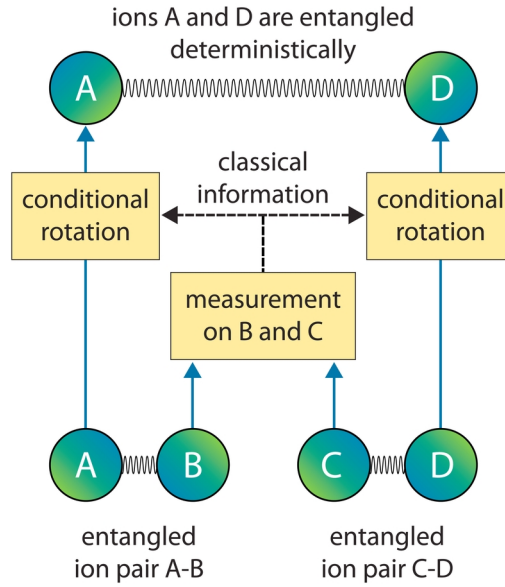 ions A and D are entangled
deterministically
A
D
classical
information
conditional
rotation
conditional
rotation
measurement
on B and C
A
B
C
D
entangled
ion pair A-B
entangled
ion pair C-D